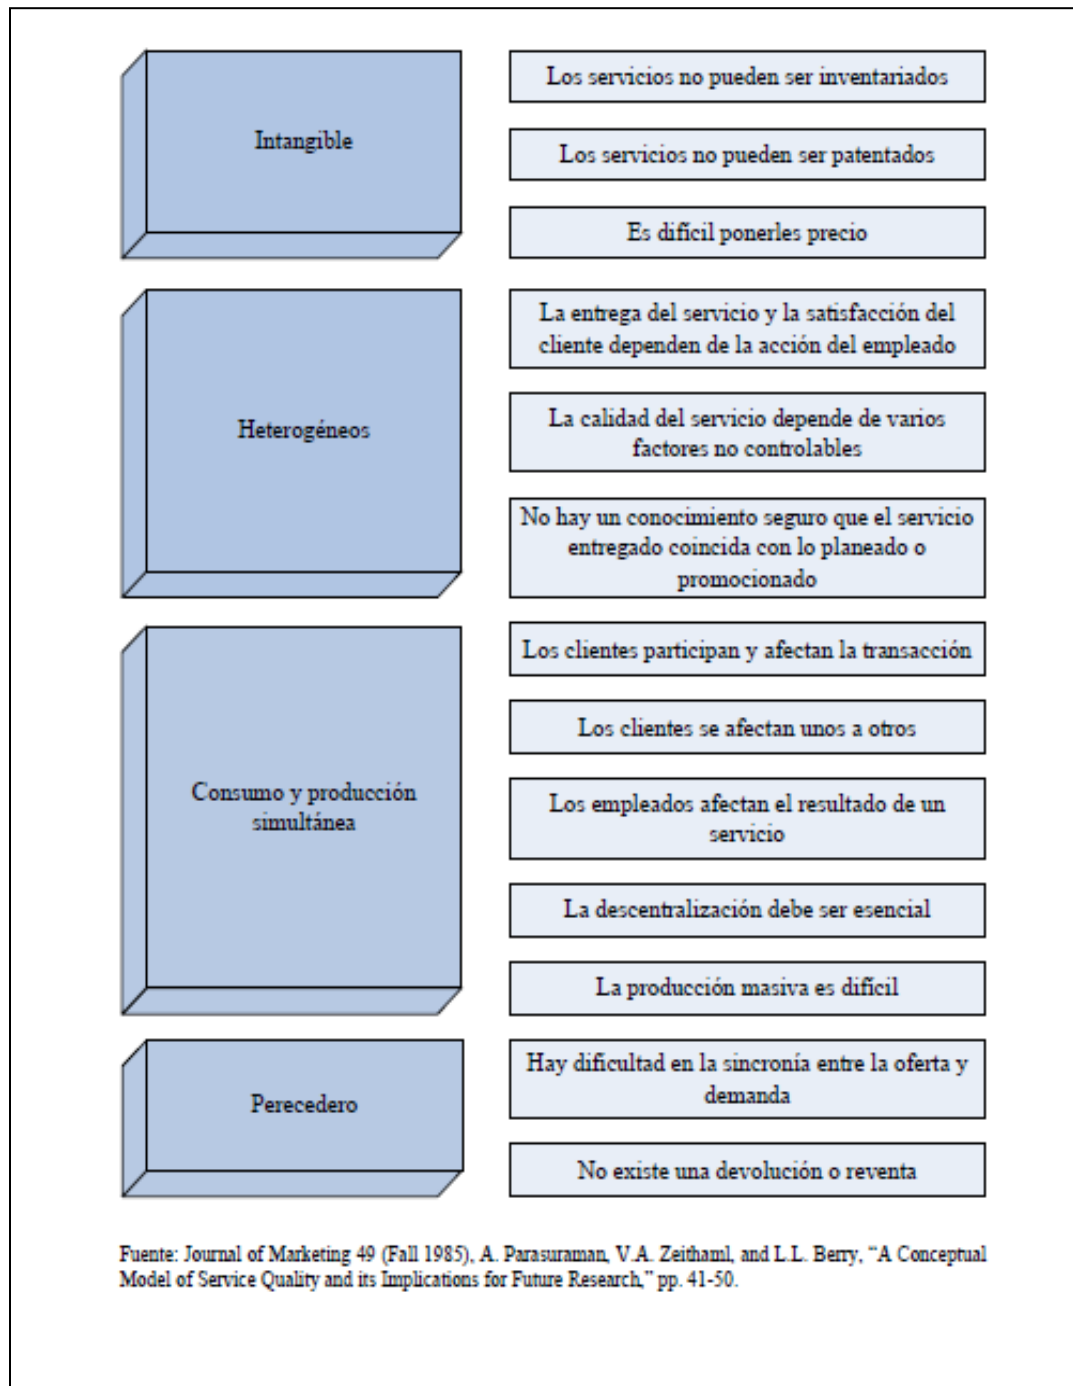 Intangible
Los servicios no pueden ser inventariados
Los servicios no pueden ser patentados
Es difícil ponerles precio
Heterogéneos
La entrega del servicio y la satisfacción del
cliente dependen de la acción del empleado
La calidad del servicio depende de varios
factores no controlables
No hay un conocimiento seguro que el servicio
entregado coincida con lo planeado o
promocionado
Consumo y producción
simultánea
Los clientes participan y afectan la transacción
Los clientes se afectan unos a otros
Los empleados afectan el resultado de un
servicio
La descentralización debe ser esencial
La producción masiva es difícil
Perecedero
Hay dificultad en la sincronía entre la oferta y
demanda
No existe una devolución o reventa
Fuente: Journal of Marketing 49 (Fall 1985), A. Parasuraman, V.A. Zeithaml, and L.L. Berry, “A Conceptual
Model of Service Quality and its Implications for Future Research,” pp. 41-50.